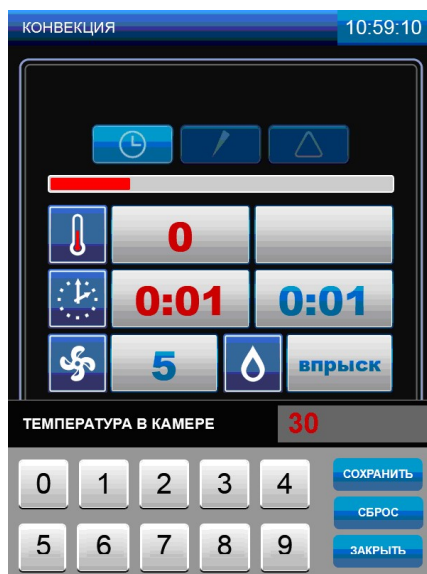 КОНВЕКЦИЯ 10:59:10
0
0:01 0:01
5 впрыск
ТЕМПЕРАТУРА В КАМЕРЕ 30
0 1 2 3 4 СОХРАНИТЬ
СБРОС
5 6 7 8 9 ЗАКРЫТЬ